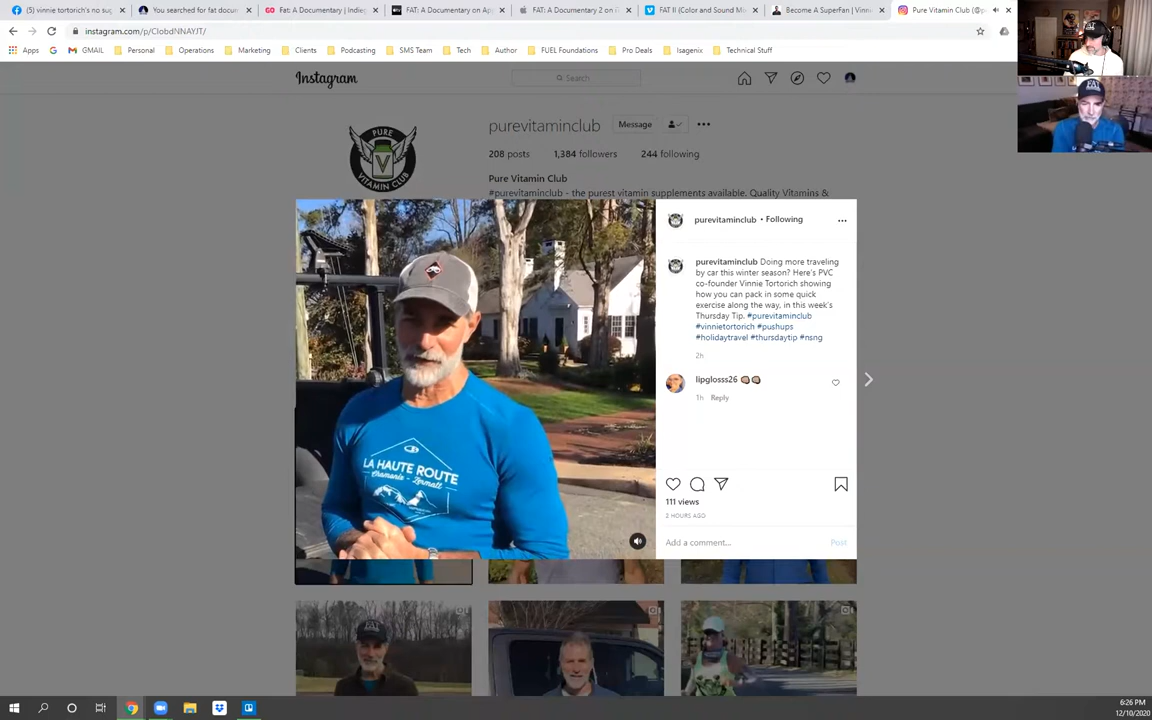 (5) vinnie tortorich's no sug
You searched for fat docum
Fat: A Documentary | Indieg
FAT: A Documentary on Ap
FAT: A Documentary 2 on i
FAT II (Color and Sound Mi
Become A SuperFan | Vinni
Pure Vitamin Club (@p
instagram.com/p/CIobdNNAYJT/
Apps
GMAIL
Personal
Operations
Marketing
Clients
Podcasting
SMS Team
Tech
Author
FUEL Foundations
Pro Deals
Isagenix
Technical Stuff
Instagram
Search
PURE
V
VITAMIN CLUB
purevitaminclub
Message
208 posts
1,384 followers
244 following
Pure Vitamin Club
#purevitaminclub - the purest vitamin supplements available. Quality Vitamins &
LA HAUTE ROUTE
Chamonix - Zermatt
purevitaminclub • Following
purevitaminclub Doing more traveling
by car this winter season? Here's PVC
co-founder Vinnie Tortorich showing
how you can pack in some quick
exercise along the way, in this week's
Thursday Tip. #purevitaminclub
#vinnietortorich #pushups
#holidaytravel #thursdaytip #nsng
2h
lipglosss26
1h Reply
111 views
2 HOURS AGO
Add a comment...
Post
FAT
FAT
6:26 PM
12/10/2020